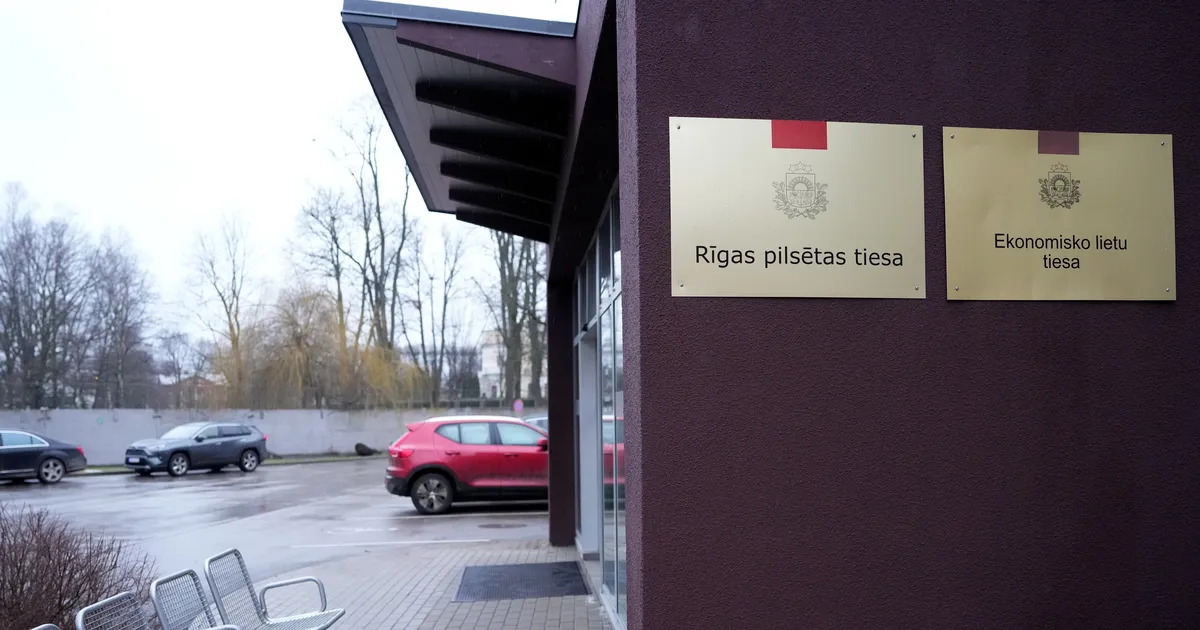 Rīgas pilsētas tiesa
Ekonomisko lietu
tiesa